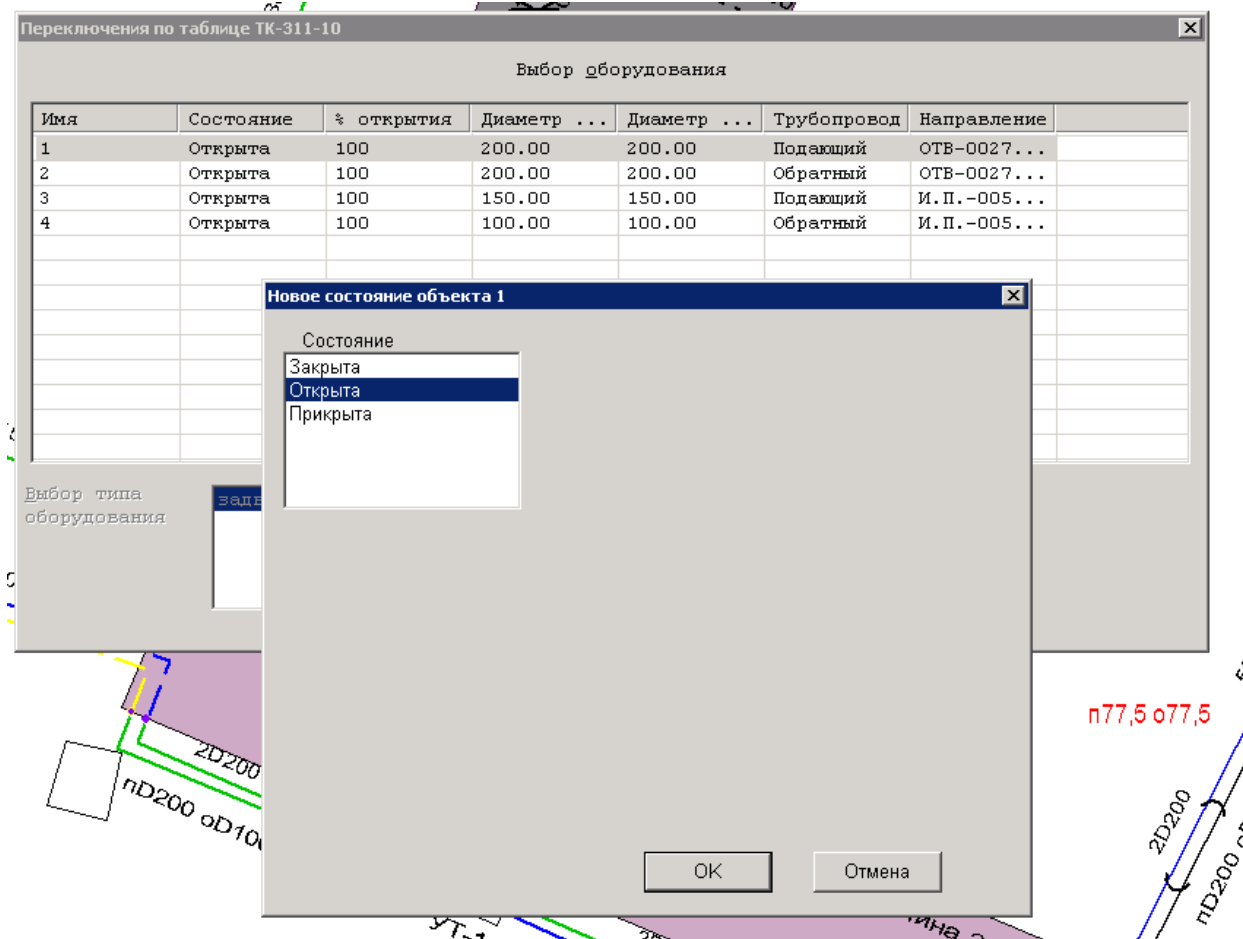 Переключения по таблице ТК-311-10
Выбор оборудования
Имя Состояние % открытия Диаметр ... Диаметр ... Трубопровод Направление
1 Открыта 100 200.00 200.00 Подающий ОТВ-0027...
2 Открыта 100 200.00 200.00 Обратный ОТВ-0027...
3 Открыта 100 150.00 150.00 Подающий И.П.-005...
4 Открыта 100 100.00 100.00 Обратный И.П.-005...
Новое состояние объекта 1
Состояние
Закрыта
Открыта
Прикрыта
Выбор типа
оборудования
OK
Отмена
п77,5 о77,5
2D200
пD200 оD100
2D200
пD200